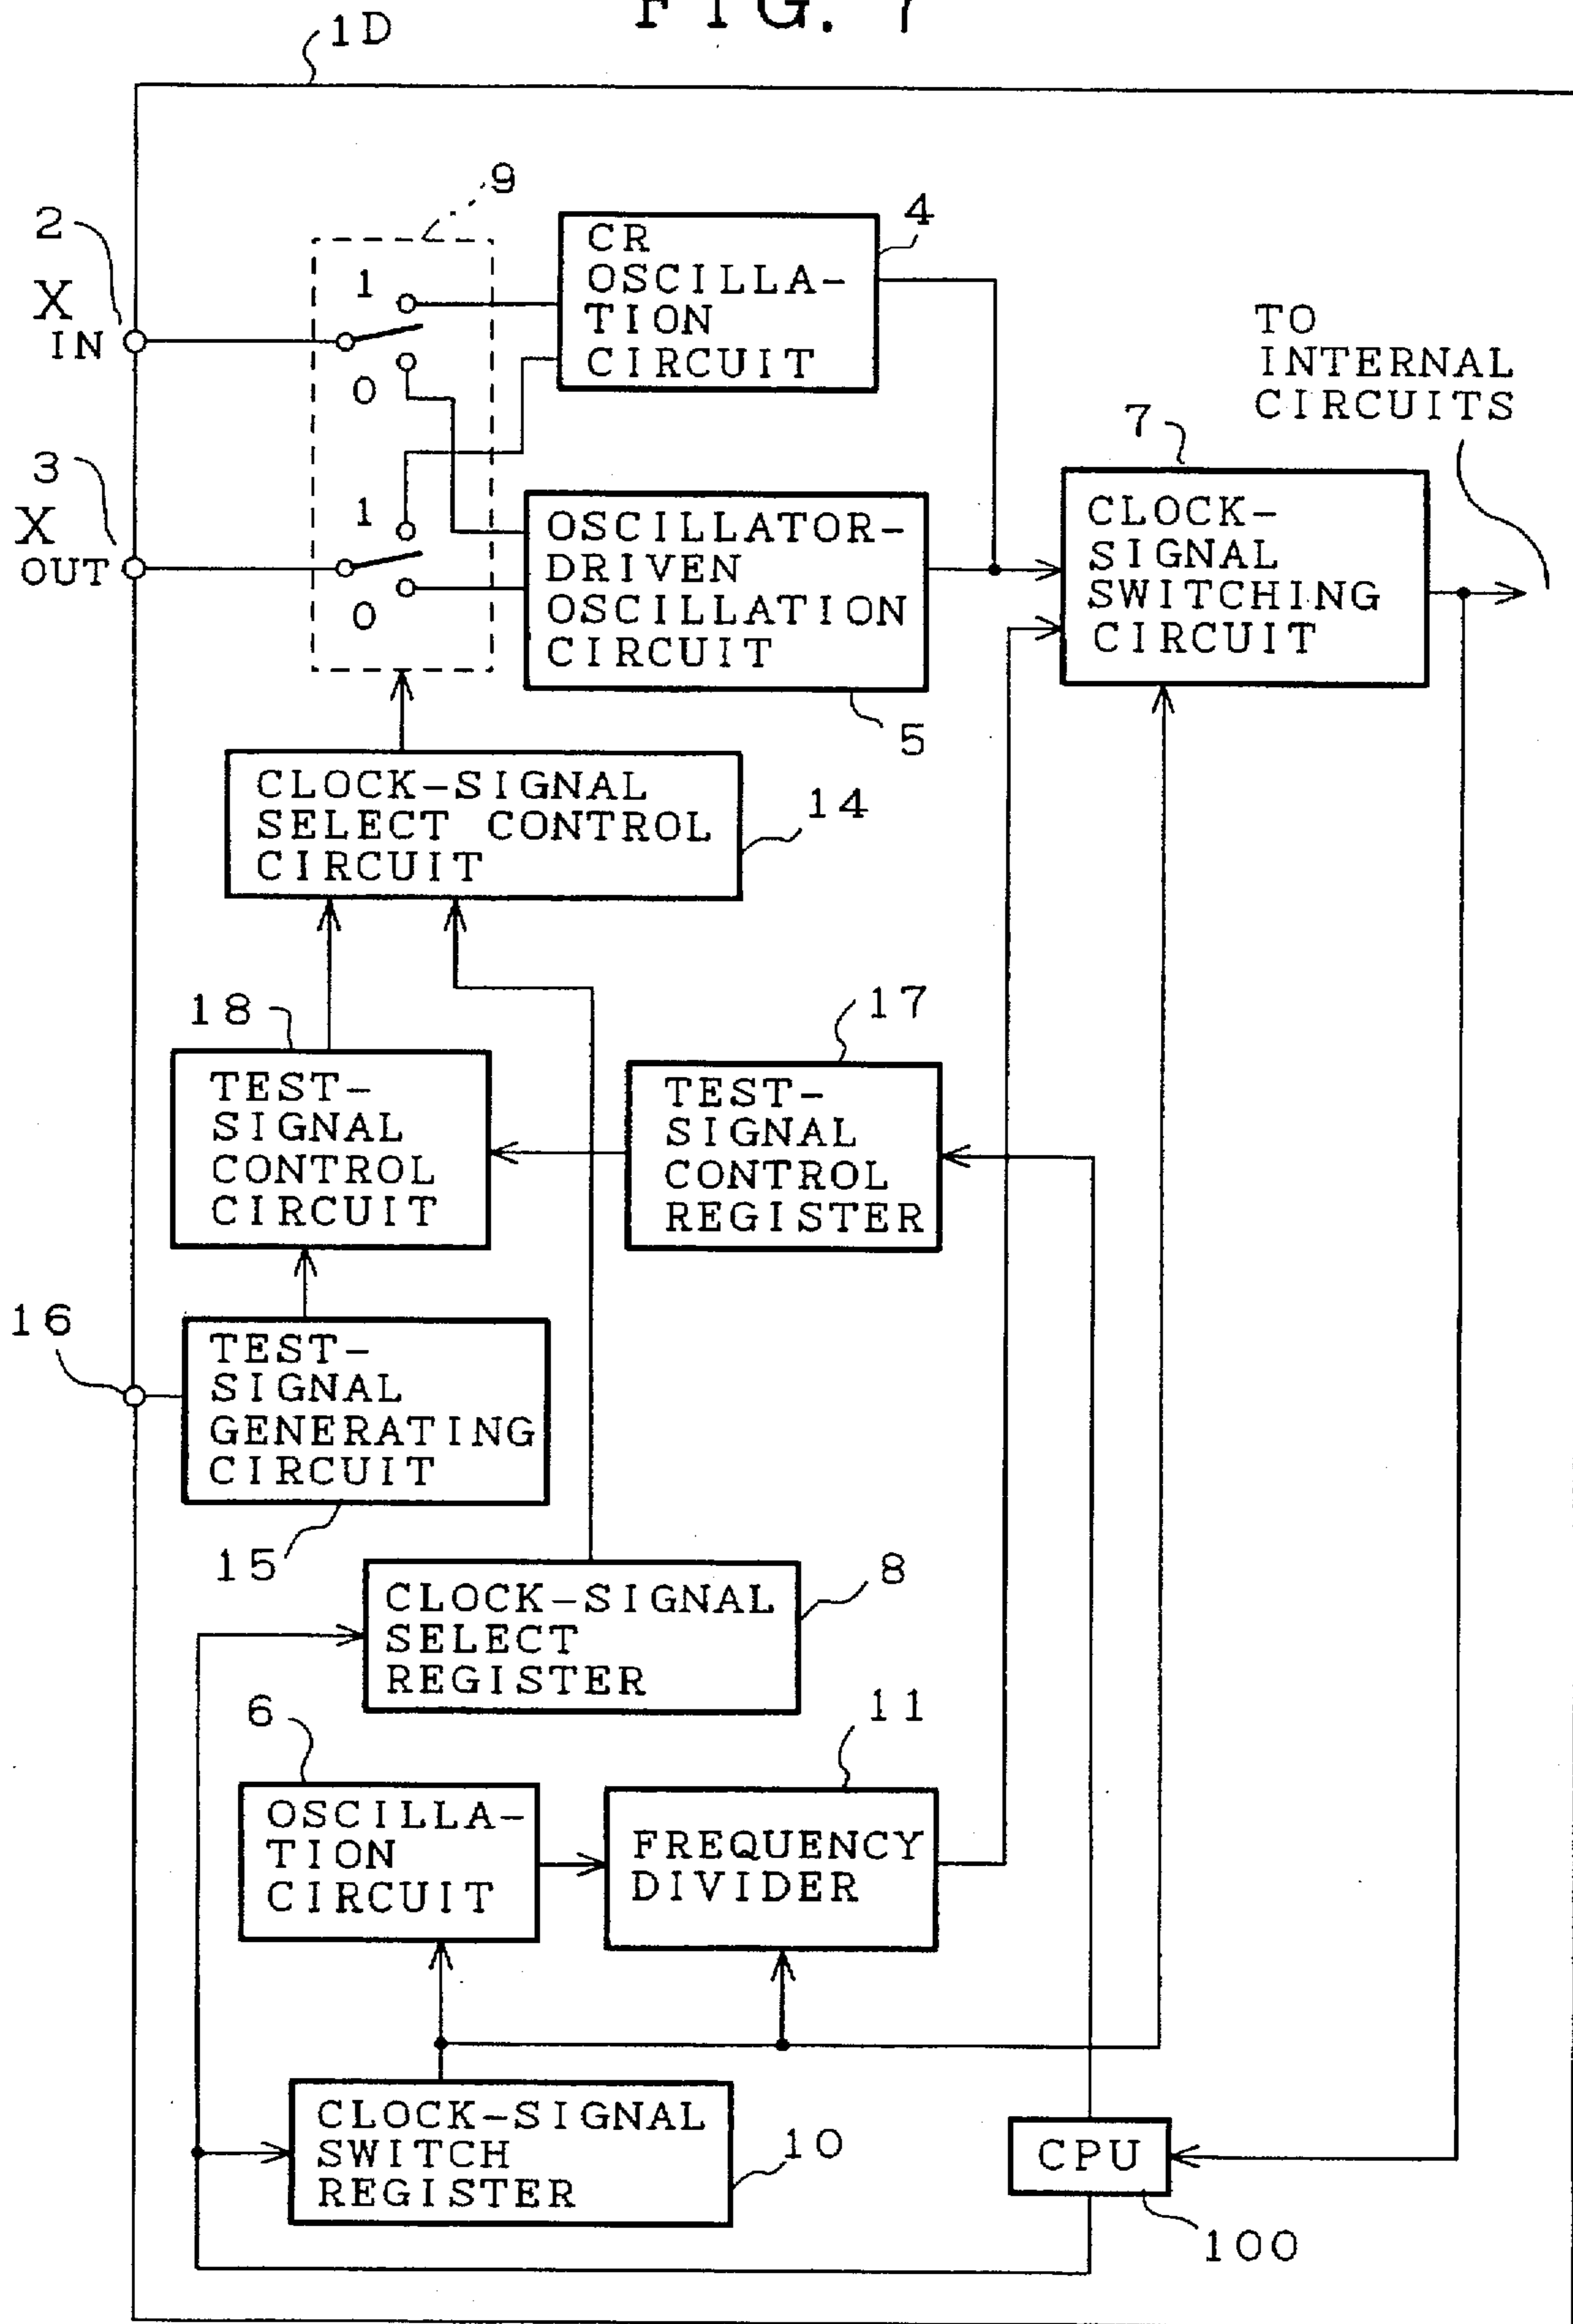 FIG. 7
1D
9
2
4
CR
OSCILLA-
TION
CIRCUIT
X
IN
1
0
TO
INTERNAL
CIRCUITS
7
3
X
OUT
1
0
OSCILLATOR-
DRIVEN
OSCILLATION
CIRCUIT
CLOCK-
SIGNAL
SWITCHING
CIRCUIT
5
CLOCK-SIGNAL
SELECT CONTROL
CIRCUIT
14
18
17
TEST-
SIGNAL
CONTROL
CIRCUIT
TEST-
SIGNAL
CONTROL
REGISTER
16
TEST-
SIGNAL
GENERATING
CIRCUIT
15
8
CLOCK-SIGNAL
SELECT
REGISTER
6
11
OSCILLA-
TION
CIRCUIT
FREQUENCY
DIVIDER
CLOCK-SIGNAL
SWITCH
REGISTER
10
CPU
100